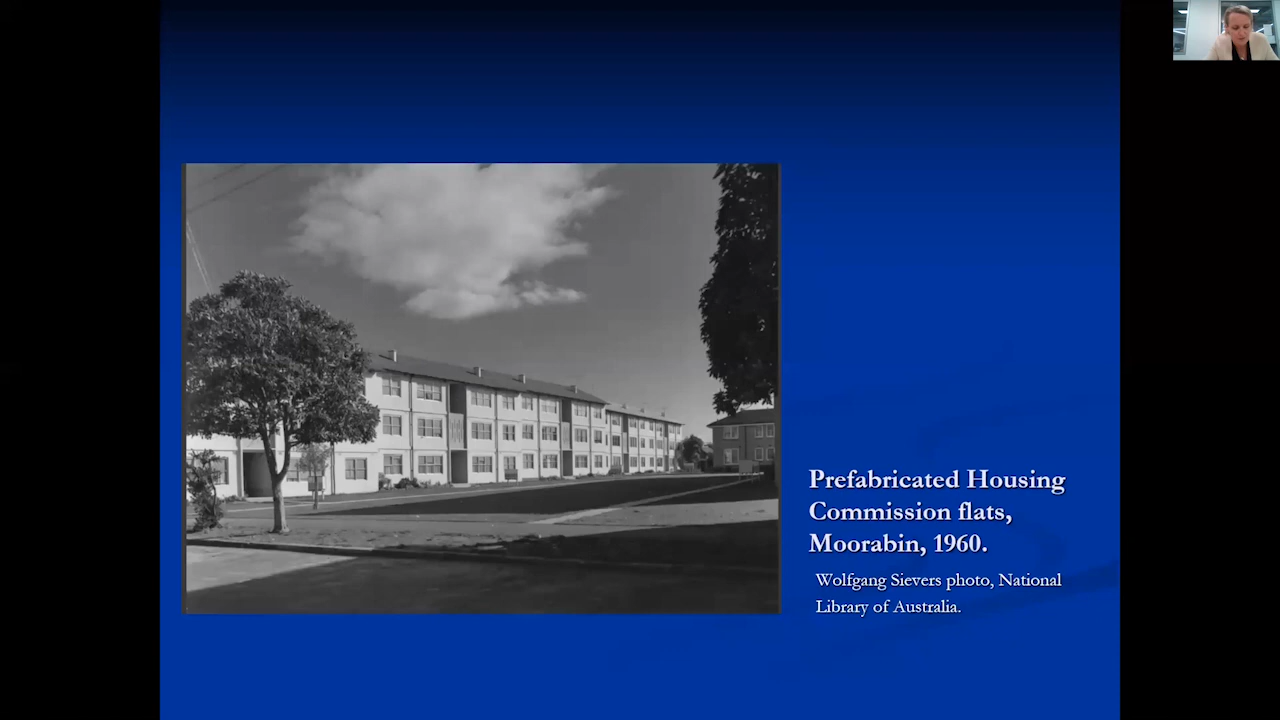 Prefabricated Housing
Commission flats,
Moorabin, 1960.
Wolfgang Sievers photo, National
Library of Australia.